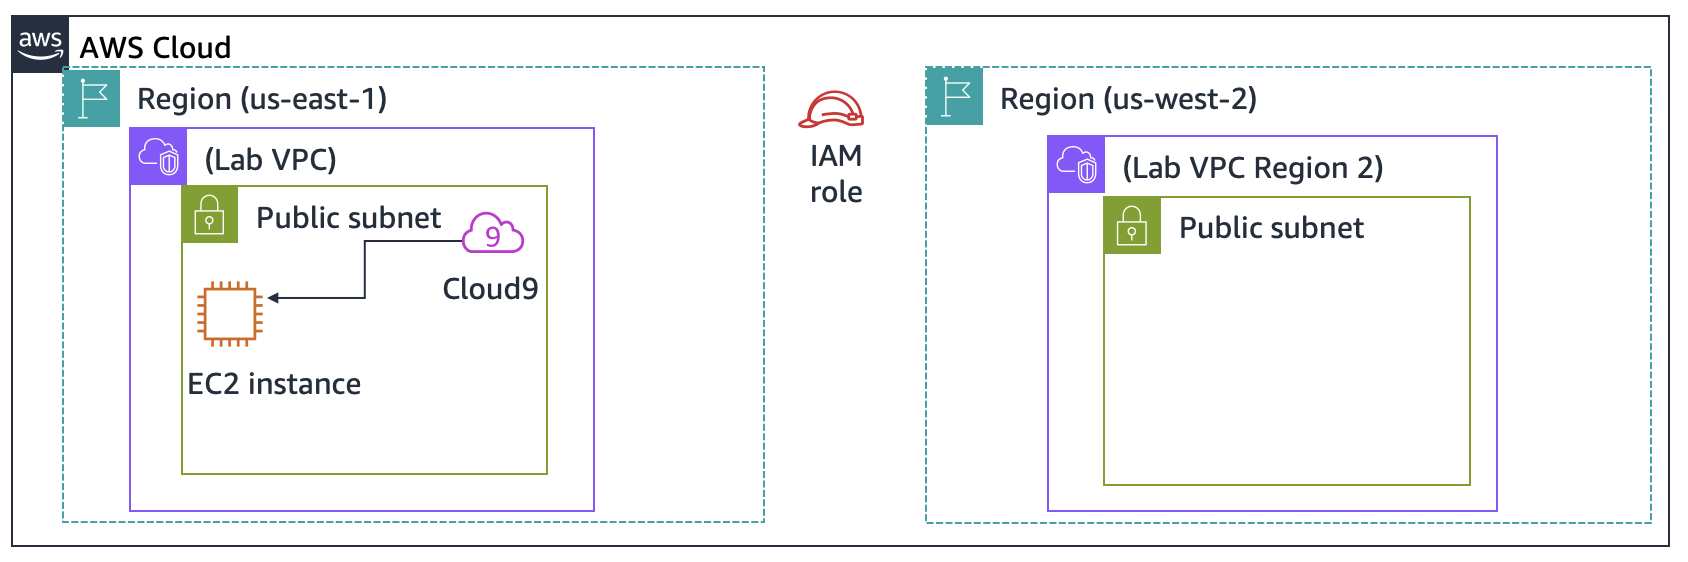 aws
AWS Cloud
Region (us-east-1)
(Lab VPC)
Public subnet
9
Cloud9
EC2 instance
IAM
role
Region (us-west-2)
(Lab VPC Region 2)
Public subnet